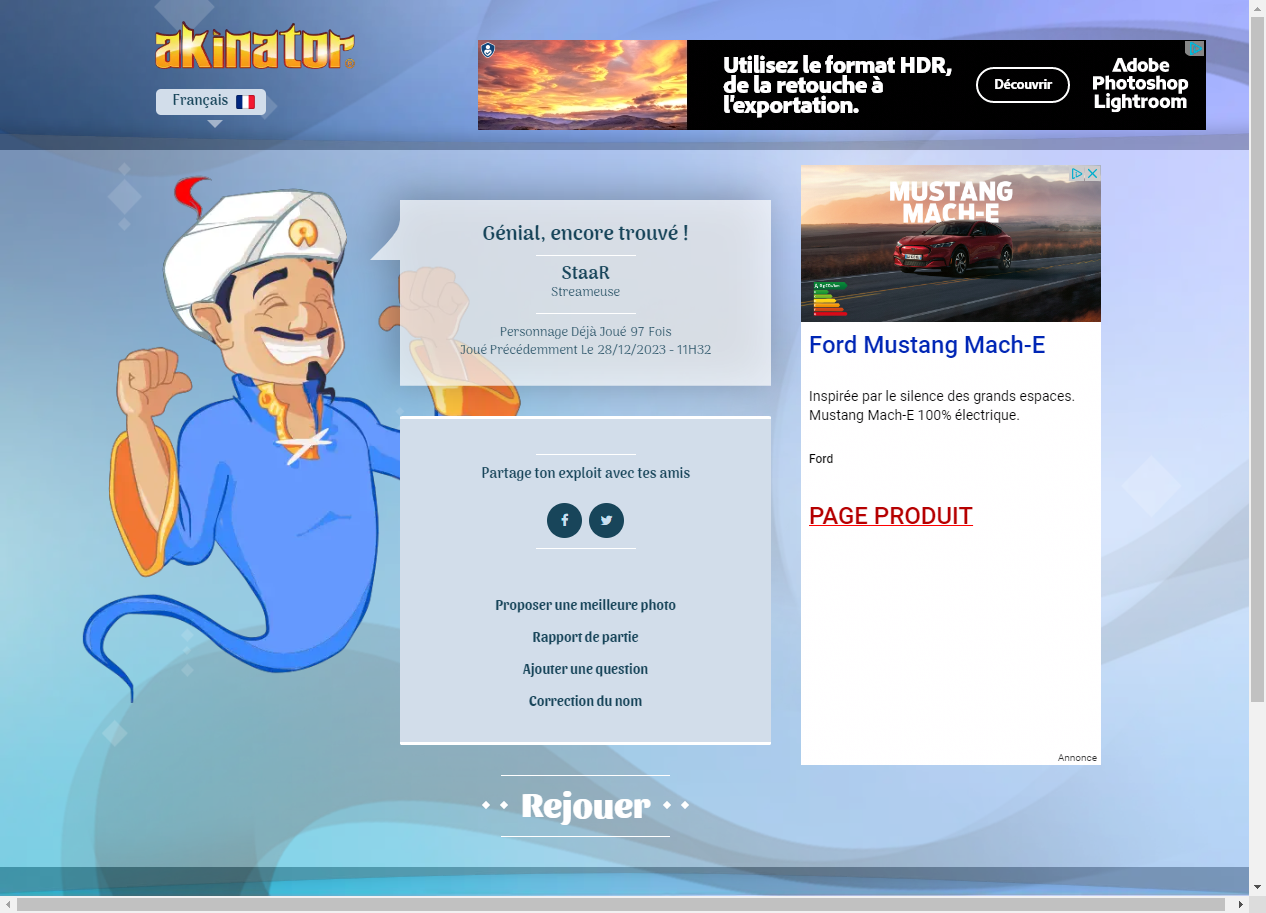 akinator
Français
Utilisez le format HDR,
de la retouche à
l'exportation.
Découvrir
Adobe
Photoshop
Lightroom
Génial, encore trouvé !
StaaR
Streameuse
Personnage Déjà Joué 97 Fois
Joué Précédemment Le 28/12/2023 - 11H32
Partage ton exploit avec tes amis
Proposer une meilleure photo
Rapport de partie
Ajouter une question
Correction du nom
Rejouer
MUSTANG
MACH-E
Ford Mustang Mach-E
Inspirée par le silence des grands espaces.
Mustang Mach-E 100% électrique.
Ford
PAGE PRODUIT
Annonce